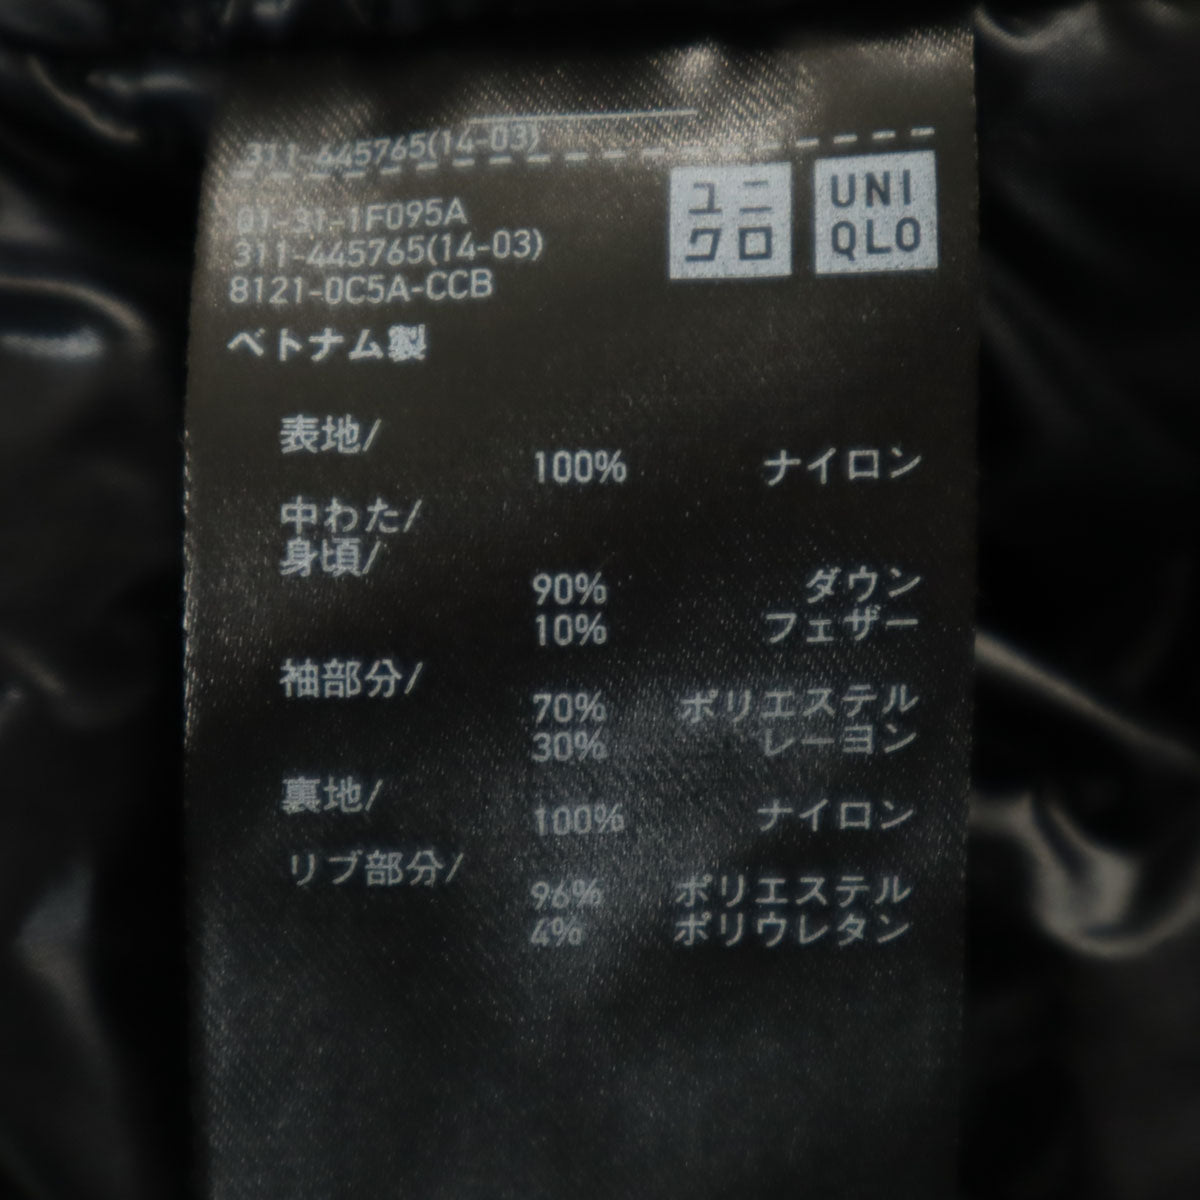 311-445765(14-03)
ユニ
クロ
UNI
QLO
01-31-1F095A
311-445765(14-03)
8121-0C5A-CCB
ベトナム製
表地/
100% ナイロン
中わた/
身頃/
90% ダウン
10% フェザー
袖部分/
70% ポリエステル
30% レーヨン
裏地/
100% ナイロン
リブ部分/
96% ポリエステル
4% ポリウレタン